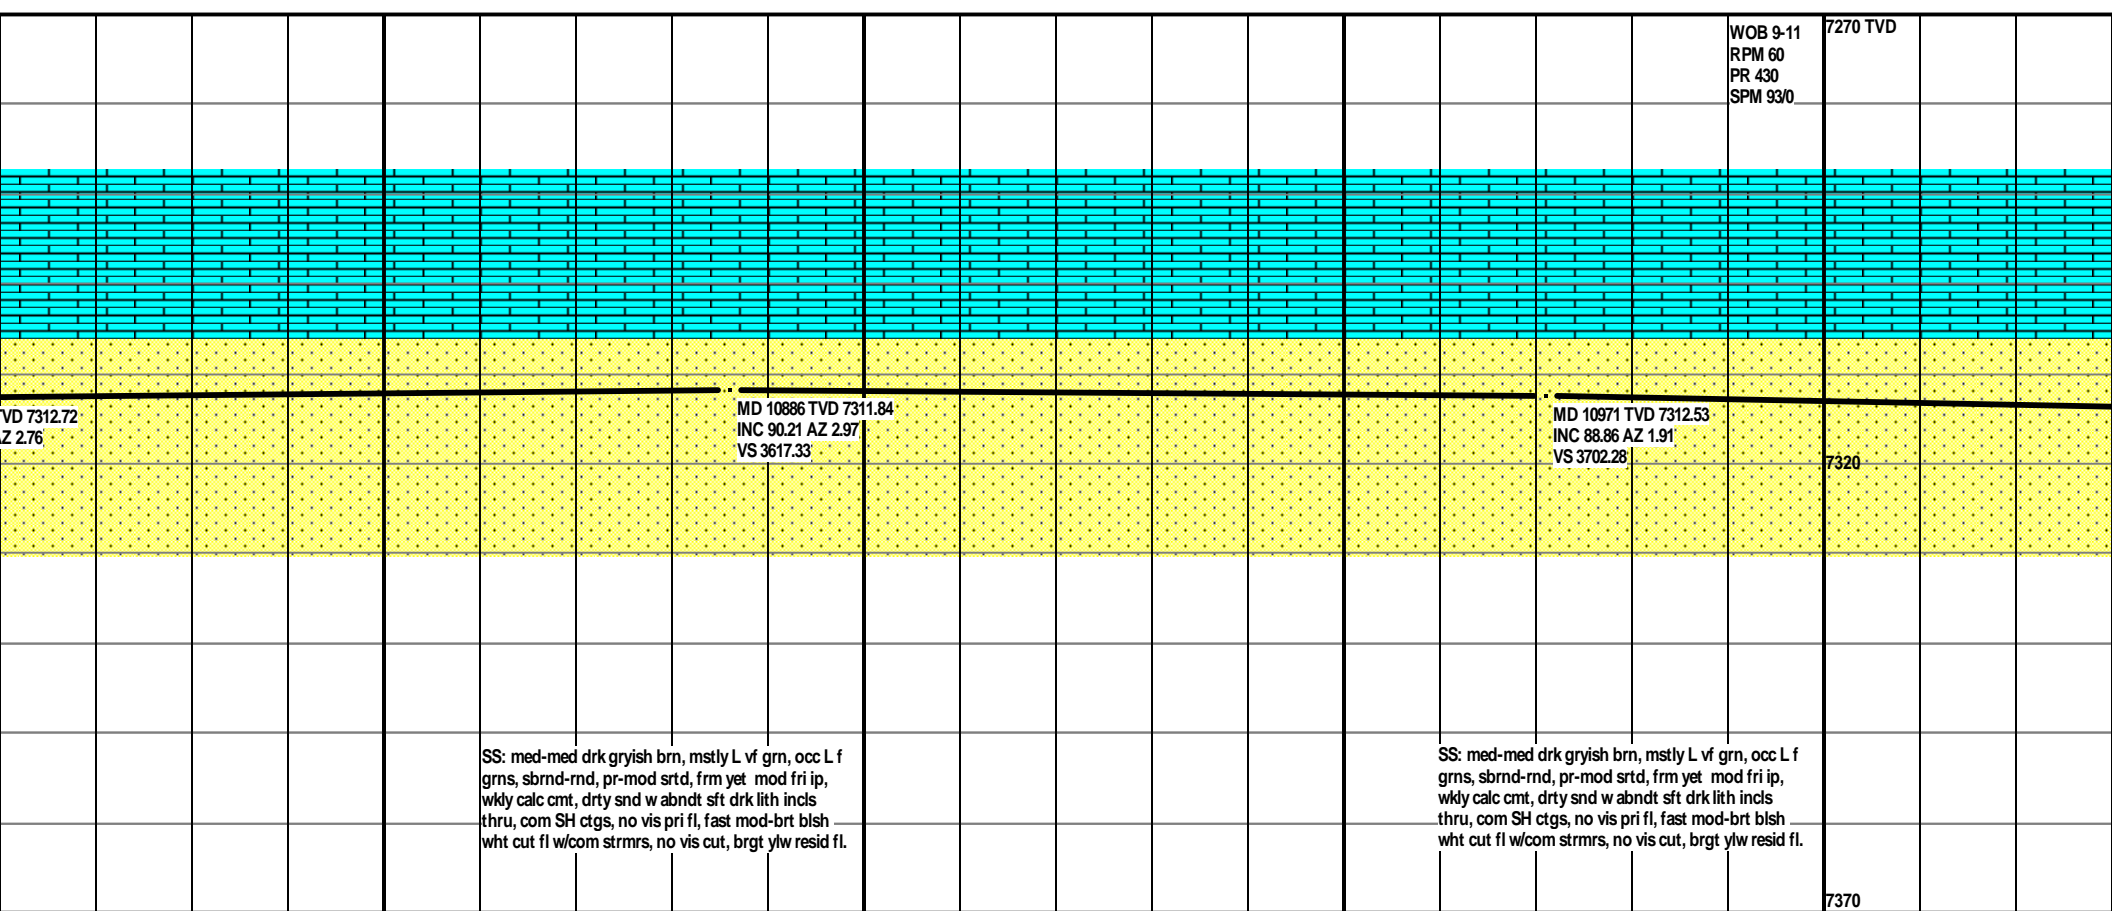 WOB 9-11
RPM 60
PR 430
SPM 93/0
7270 TVD
TVD 7312.72
AZ 2.76
MD 10886 TVD 7311.84
INC 90.21 AZ 2.97
VS 3617.33
MD 10971 TVD 7312.53
INC 88.86 AZ 1.91
VS 3702.28
7320
SS: med-med drk gryish brn, mstly L vf grn, occ L f
grns, sbrnd-rnd, pr-mod srtd, frm yet mod fri ip,
wkly calc cmt, drty snd w abndt sft drk lith incls
thru, com SH ctgs, no vis pri fl, fast mod-brt blsh
wht cut fl w/com strmrs, no vis cut, brgt ylw resid fl.
SS: med-med drk gryish brn, mstly L vf grn, occ L f
grns, sbrnd-rnd, pr-mod srtd, frm yet mod fri ip,
wkly calc cmt, drty snd w abndt sft drk lith incls
thru, com SH ctgs, no vis pri fl, fast mod-brt blsh
wht cut fl w/com strmrs, no vis cut, brgt ylw resid fl.
7370